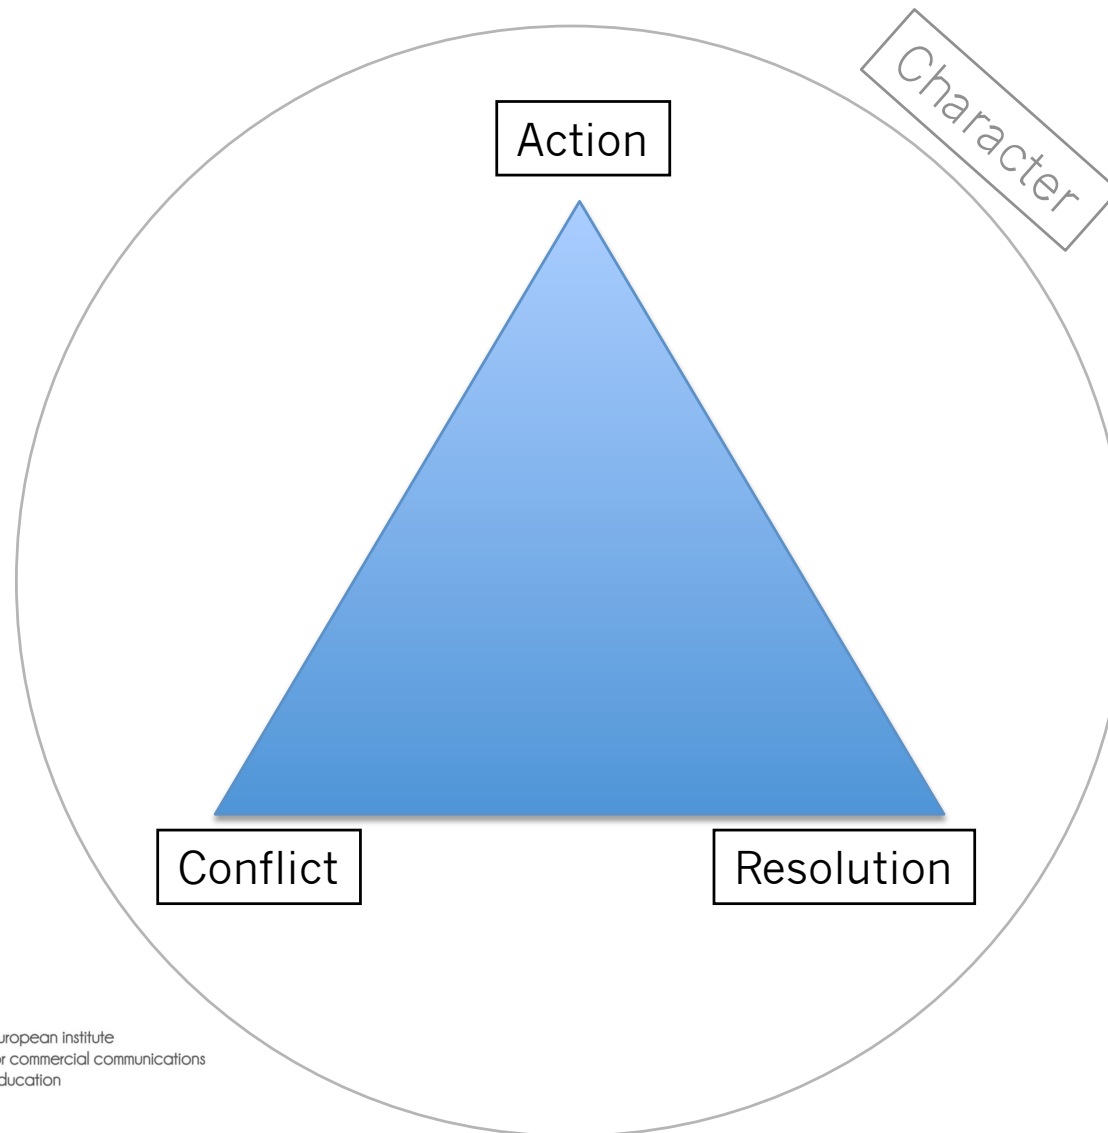 Character
Action
Conflict
Resolution
uropean institute
r commercial communications
ducation